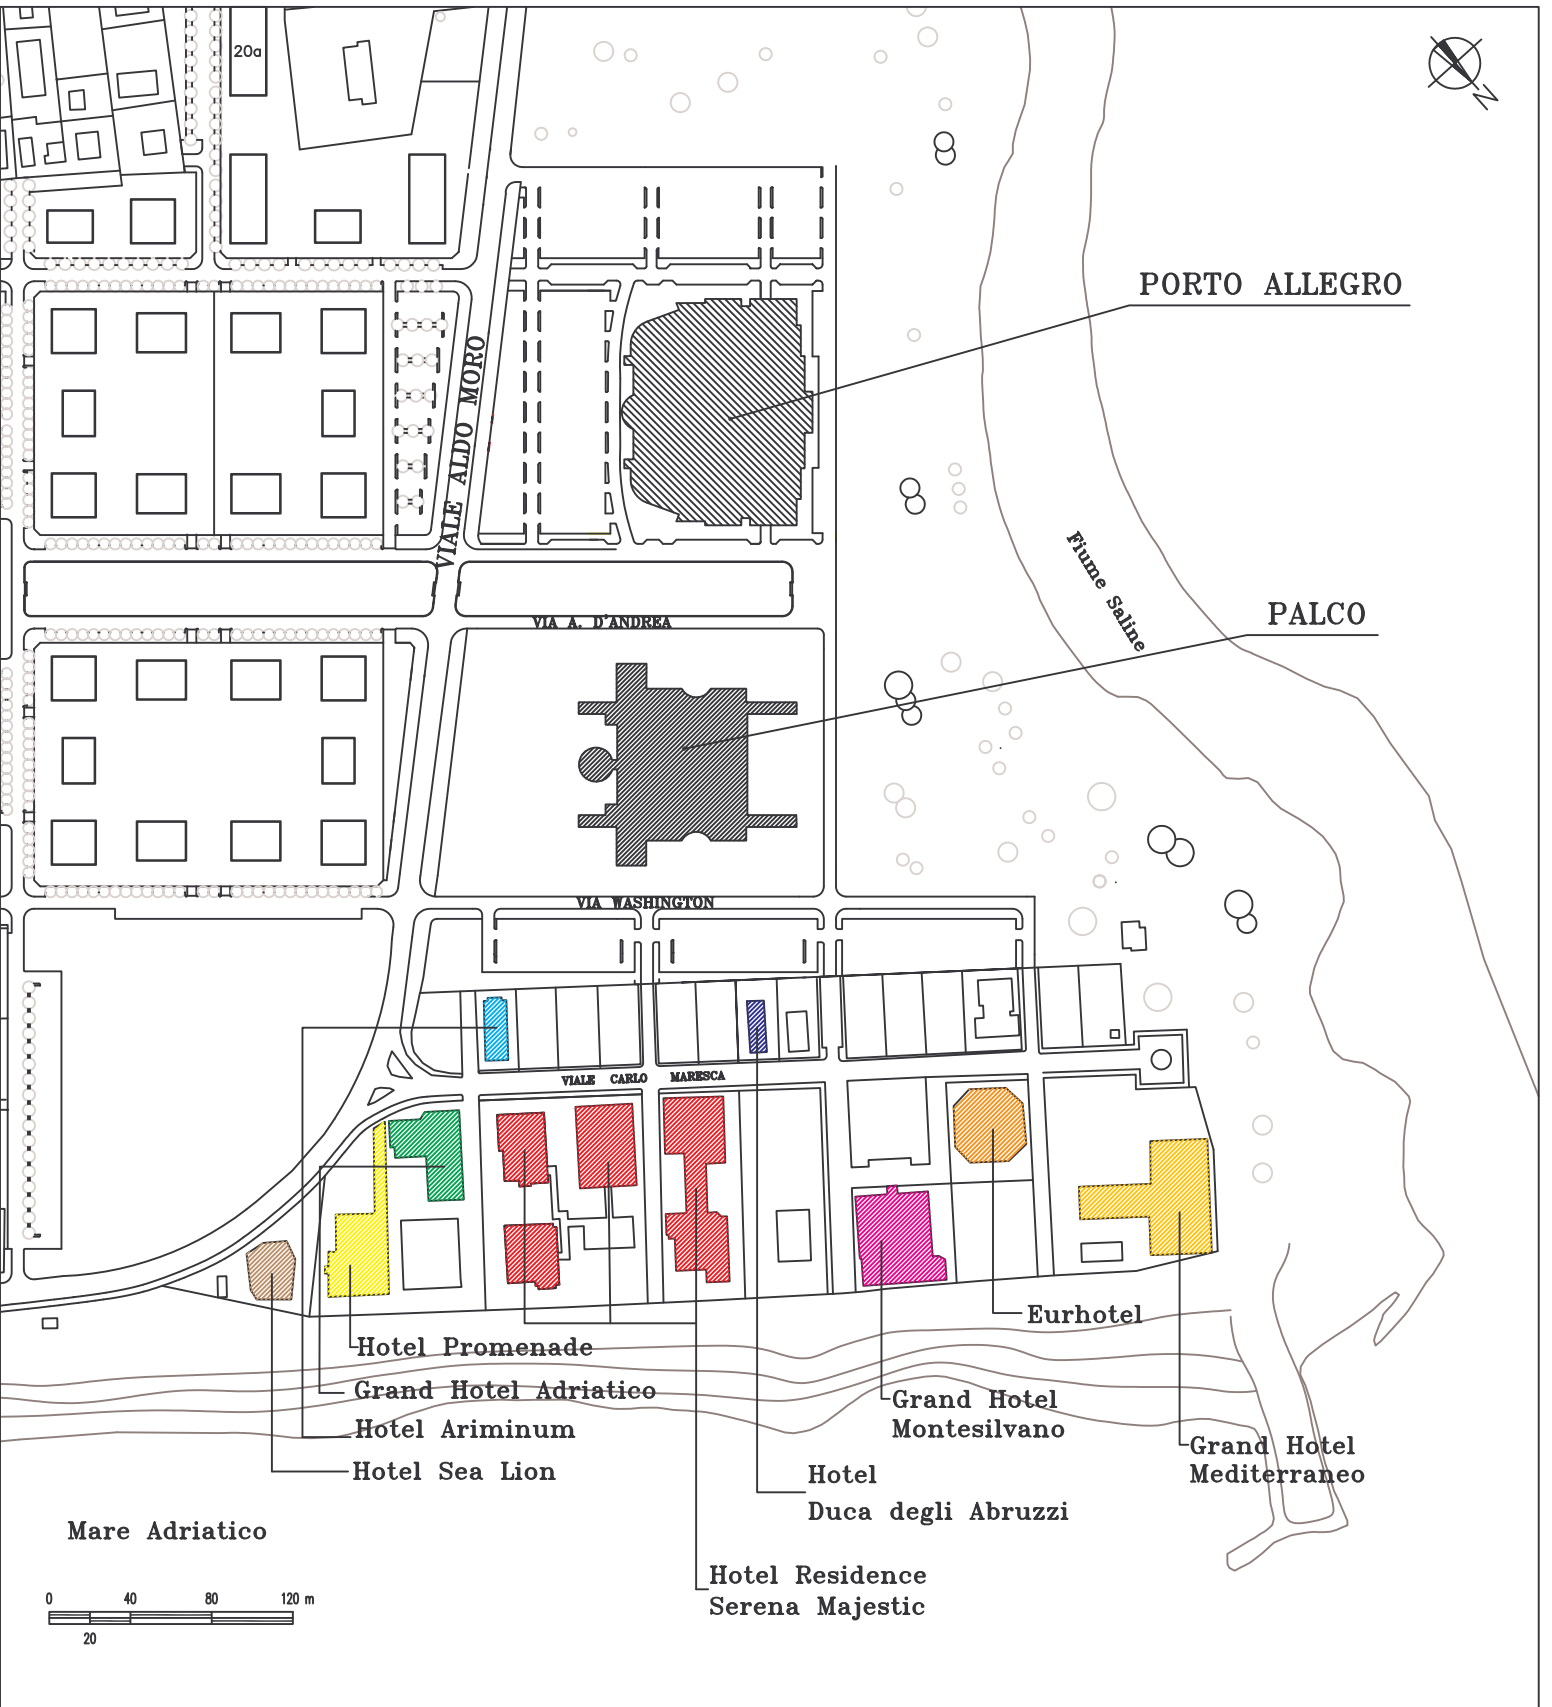 20a
N
PORTO ALLEGRO
VIALE ALDO MORO
Fiume Saline
PALCO
VIA A. D'ANDREA
VIA WASHINGTON
VIALE CARLO MARESCA
Eurhotel
Hotel Promenade
Grand Hotel Adriatico
Grand Hotel
Montesilvano
Hotel Ariminum
Grand Hotel
Mediterraneo
Hotel Sea Lion
Hotel
Duca degli Abruzzi
Mare Adriatico
Hotel Residence
Serena Majestic
0 40 80 120 m
20